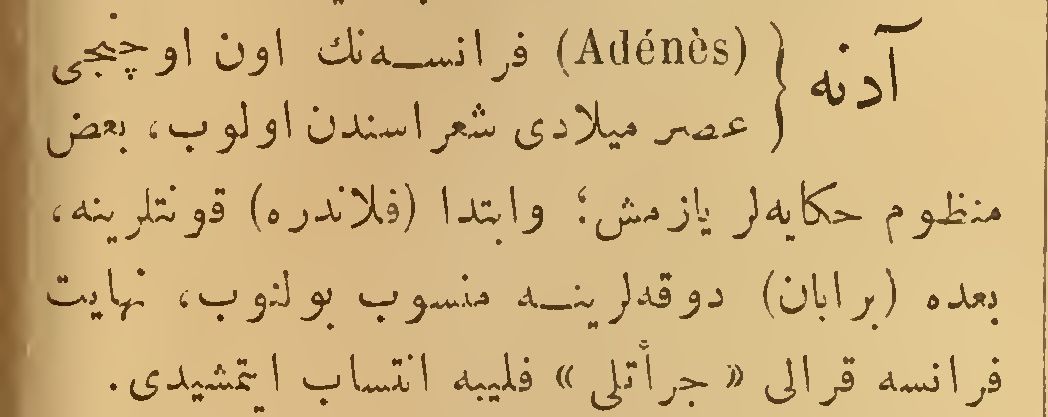 آدنه { (Adénès) فرانسه‌نك اون اوچنجی
عصر میلادی شعراسندن اولوب، بعض
منظوم حكایه‌لر یازمش؛ وابتدا (فلاندره) قونتلرینه،
بعده (برابان) دوقه‌لرینه منسوب بولنوب، نهایت
فرانسه قرالی «جرأتلی» فلیپه انتساب ایتمشیدی.